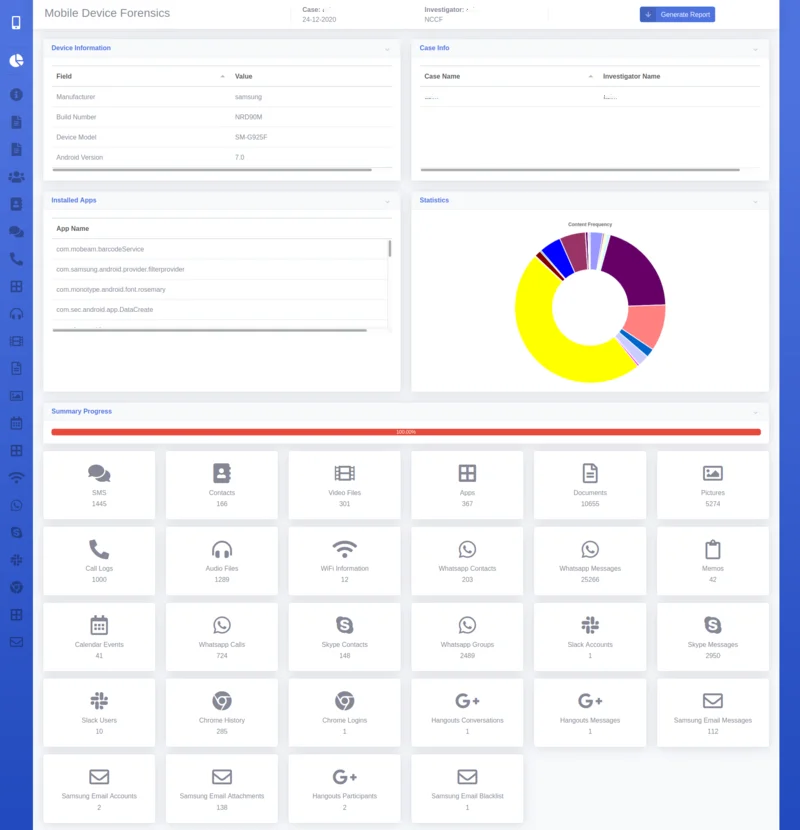 Mobile Device Forensics
Case:
24-12-2020
Investigator:
NCCF
Generate Report
Device Information
Field Value
Manufacturer samsung
Build Number NRD90M
Device Model SM-G925F
Android Version 7.0
Case Info
Case Name Investigator Name
Installed Apps
App Name
com.mobeam.barcodeService
com.samsung.android.provider.filterprovider
com.monotype.android.font.rosemary
com.sec.android.app.DataCreate
Statistics
Content Frequency
Summary Progress
100.00%
SMS
1445
Contacts
168
Video Files
301
Apps
387
Documents
10655
Pictures
5274
Call Logs
1000
Audio Files
1289
WiFi Information
12
Whatsapp Contacts
203
Whatsapp Messages
25266
Memos
42
Calendar Events
41
Whatsapp Calls
724
Skype Contacts
148
Whatsapp Groups
2489
Slack Accounts
1
Skype Messages
2950
Slack Users
10
Chrome History
285
Chrome Logins
1
Hangouts Conversations
1
Hangouts Messages
1
Samsung Email Messages
112
Samsung Email Accounts
2
Samsung Email Attachments
138
Hangouts Participants
2
Samsung Email Blacklist
1